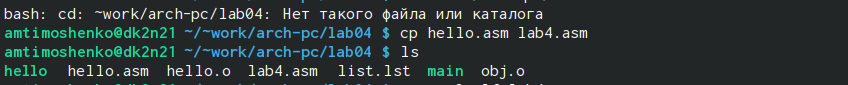 bash: cd: ~work/arch-pc/lab04: Нет такого файла или каталога
amtimoshenko@dk2n21 ~/~work/arch-pc/lab04 $ cp hello.asm lab4.asm
amtimoshenko@dk2n21 ~/~work/arch-pc/lab04 $ ls
hello hello.asm hello.o lab4.asm list.lst main obj.o